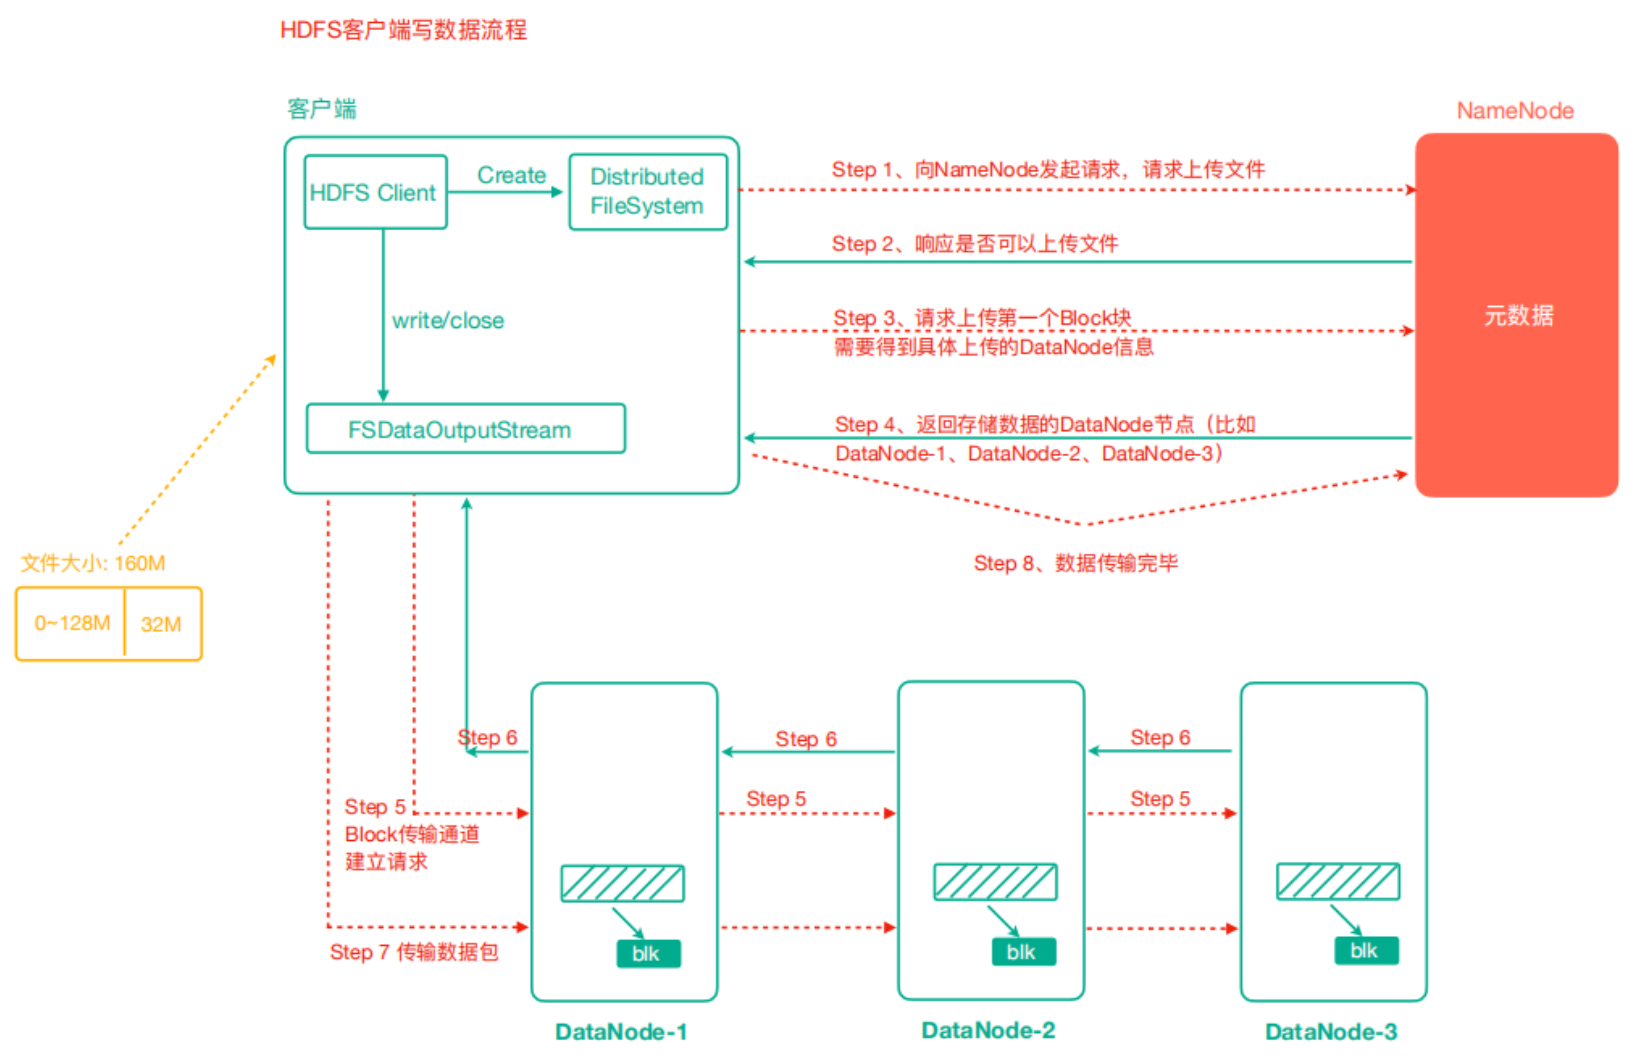 HDFS客户端写数据流程
客户端
NameNode
HDFS Client
Create
Distributed
FileSystem
write/close
FSDataOutputStream
Step 1、向NameNode发起请求，请求上传文件
Step 2、响应是否可以上传文件
Step 3、请求上传第一个Block块
需要得到具体上传的DataNode信息
Step 4、返回存储数据的DataNode节点（比如
DataNode-1、DataNode-2、DataNode-3）
元数据
Step 8、数据传输完毕
文件大小: 160M
0~128M
32M
Step 6
Step 6
Step 6
Step 5
Block传输通道
建立请求
Step 5
Step 5
Step 7 传输数据包
blk
blk
blk
DataNode-1
DataNode-2
DataNode-3